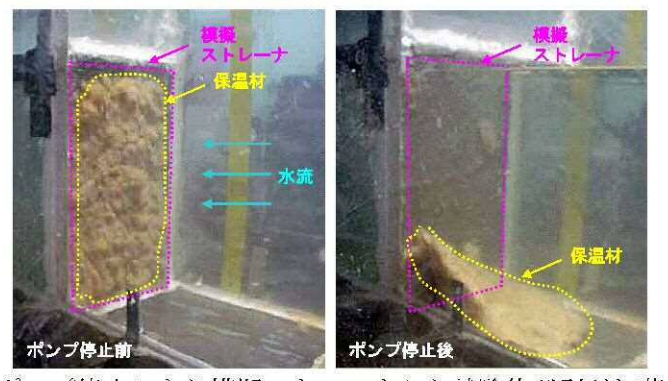 模擬
ストレーナ
保温材
水流
ポンプ停止前
模擬
ストレーナ
保温材
ポンプ停止後